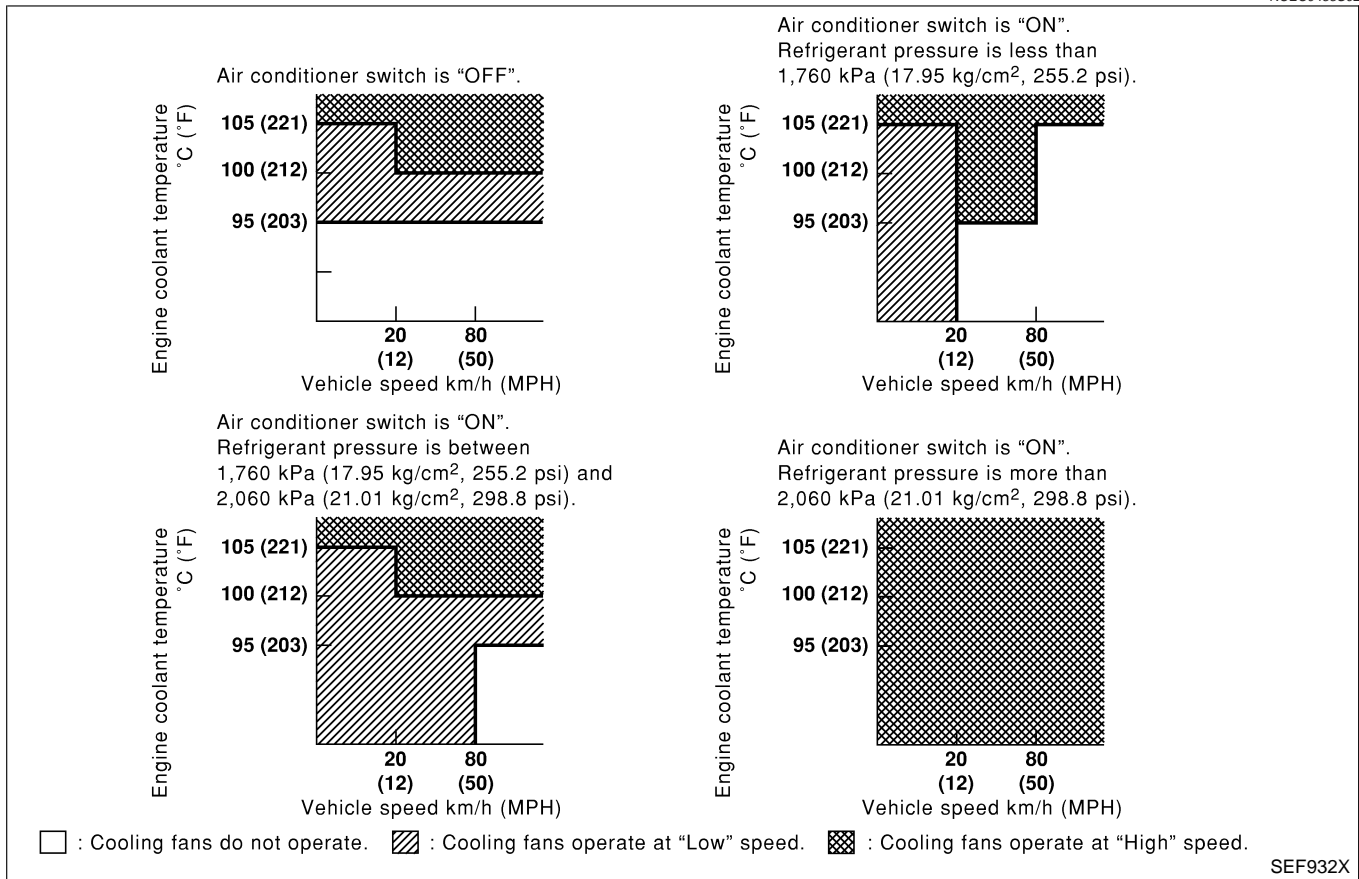 Air conditioner switch is “OFF”.
Engine coolant temperature
°C (°F)
105 (221)
100 (212)
95 (203)
20
(12)
80
(50)
Vehicle speed km/h (MPH)
Air conditioner switch is “ON”.
Refrigerant pressure is less than
1,760 kPa (17.95 kg/cm², 255.2 psi).
Engine coolant temperature
°C (°F)
105 (221)
100 (212)
95 (203)
20
(12)
80
(50)
Vehicle speed km/h (MPH)
Air conditioner switch is “ON”.
Refrigerant pressure is between
1,760 kPa (17.95 kg/cm², 255.2 psi) and
2,060 kPa (21.01 kg/cm², 298.8 psi).
Engine coolant temperature
°C (°F)
105 (221)
100 (212)
95 (203)
20
(12)
80
(50)
Vehicle speed km/h (MPH)
Air conditioner switch is “ON”.
Refrigerant pressure is more than
2,060 kPa (21.01 kg/cm², 298.8 psi).
Engine coolant temperature
°C (°F)
105 (221)
100 (212)
95 (203)
20
(12)
80
(50)
Vehicle speed km/h (MPH)
: Cooling fans do not operate.
: Cooling fans operate at “Low” speed.
: Cooling fans operate at “High” speed.
SEF932X